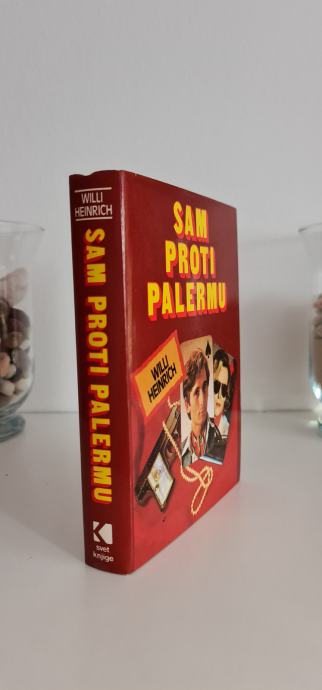 WILLI
HEINRICH
SAM PROTI PALERMU
K
svet
knjige
SAM
PROTI
PALERMU
WILLI
HEINRICH